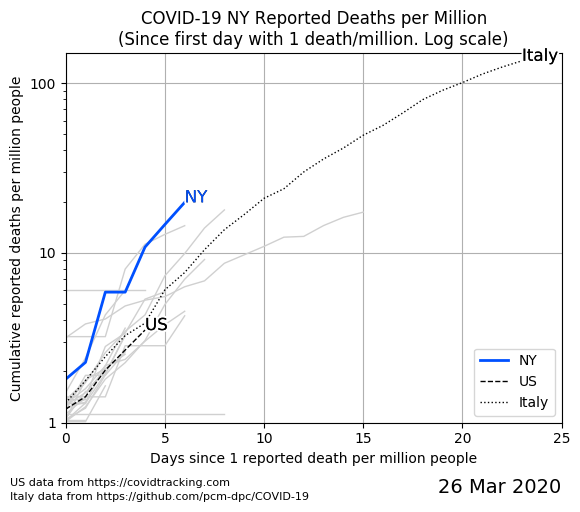 COVID-19 NY Reported Deaths per Million
(Since first day with 1 death/million. Log scale)
Cumulative reported deaths per million people
100
10
1
Italy
NY
US
NY
US
Italy
0
5
10
15
20
25
Days since 1 reported death per million people
US data from https://covidtracking.com
Italy data from https://github.com/pcm-dpc/COVID-19
26 Mar 2020